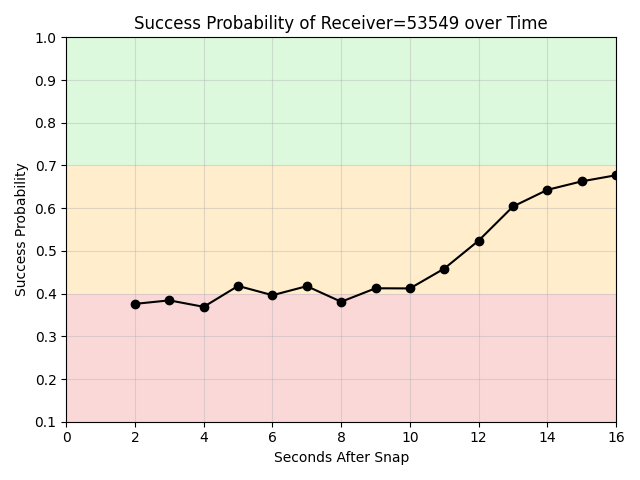 Success Probability of Receiver=53549 over Time
1.0
0.9
0.8
0.7
0.6
0.5
0.4
0.3
0.2
0.1
Success Probability
0 2 4 6 8 10 12 14 16
Seconds After Snap